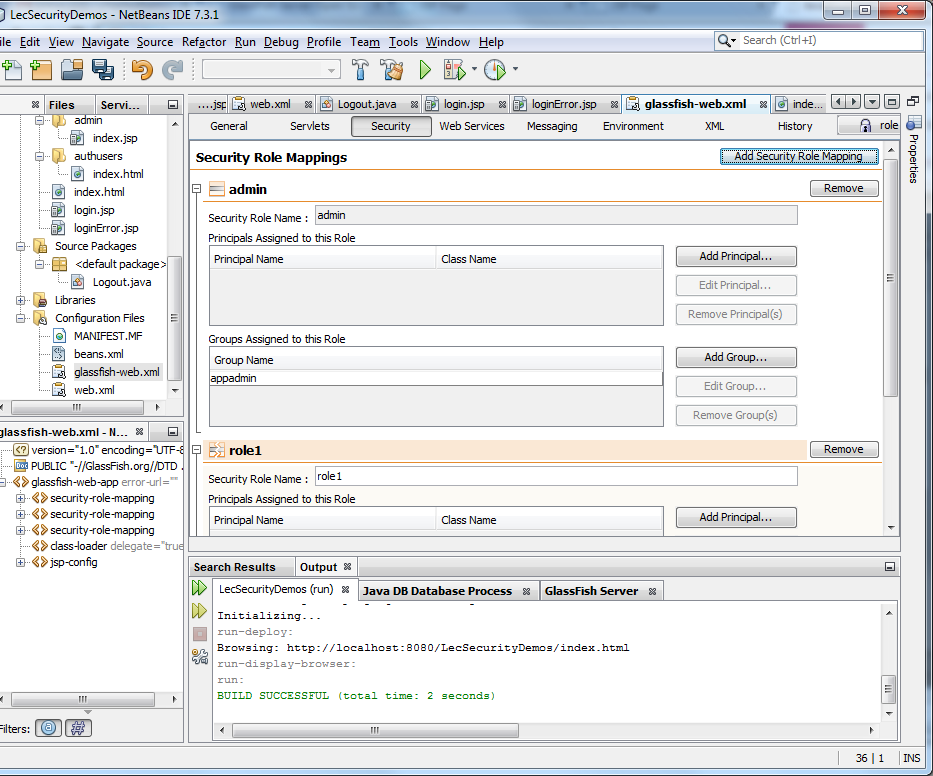 LecSecurityDemos - NetBeans IDE 7.3.1
ile Edit View Navigate Source Refactor Run Debug Profile Team Tools Window Help
Search (Ctrl+I)
Files Servi...
....jsp web.xml Logout.java login.jsp loginError.jsp glassfish-web.xml inde...
General Servlets Security Web Services Messaging Environment XML History role
Properties
admin
index.jsp
authusers
index.html
index.html
login.jsp
loginError.jsp
Source Packages
<default package>
Logout.java
Libraries
Configuration Files
MANIFEST.MF
beans.xml
glassfish-web.xml
web.xml
Security Role Mappings
Add Security Role Mapping
admin
Remove
Security Role Name : admin
Principals Assigned to this Role
Principal Name Class Name
Add Principal...
Edit Principal...
Remove Principal(s)
Groups Assigned to this Role
Group Name
appadmin
Add Group...
Edit Group...
Remove Group(s)
role1
Remove
Security Role Name : role1
Principals Assigned to this Role
Principal Name Class Name
Add Principal...
glassfish-web.xml - N...
version="1.0" encoding="UTF-8
PUBLIC "-//GlassFish.org//DTD
glassfish-web-app error-url=""
security-role-mapping
security-role-mapping
security-role-mapping
class-loader delegate="true
jsp-config
Filters:
Search Results Output
LecSecurityDemos (run) Java DB Database Process GlassFish Server
Initializing...
run-deploy:
Browsing: http://localhost:8080/LecSecurityDemos/index.html
run-display-browser:
run:
BUILD SUCCESSFUL (total time: 2 seconds)
36 | 1 INS